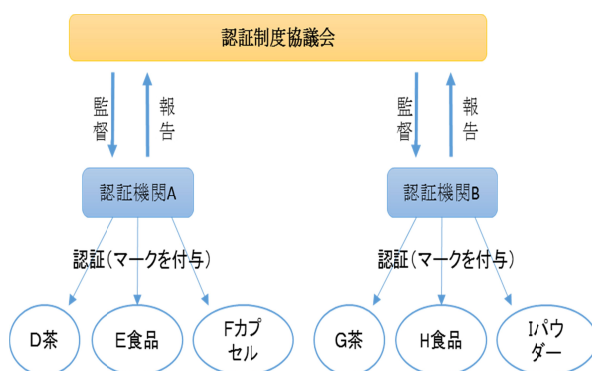 認証制度協議会
監督
報告
監督
報告
認証機関A
認証機関B
認証(マークを付与)
認証(マークを付与)
D茶
E食品
Fカプ
セル
G茶
H食品
Iパウ
ダー